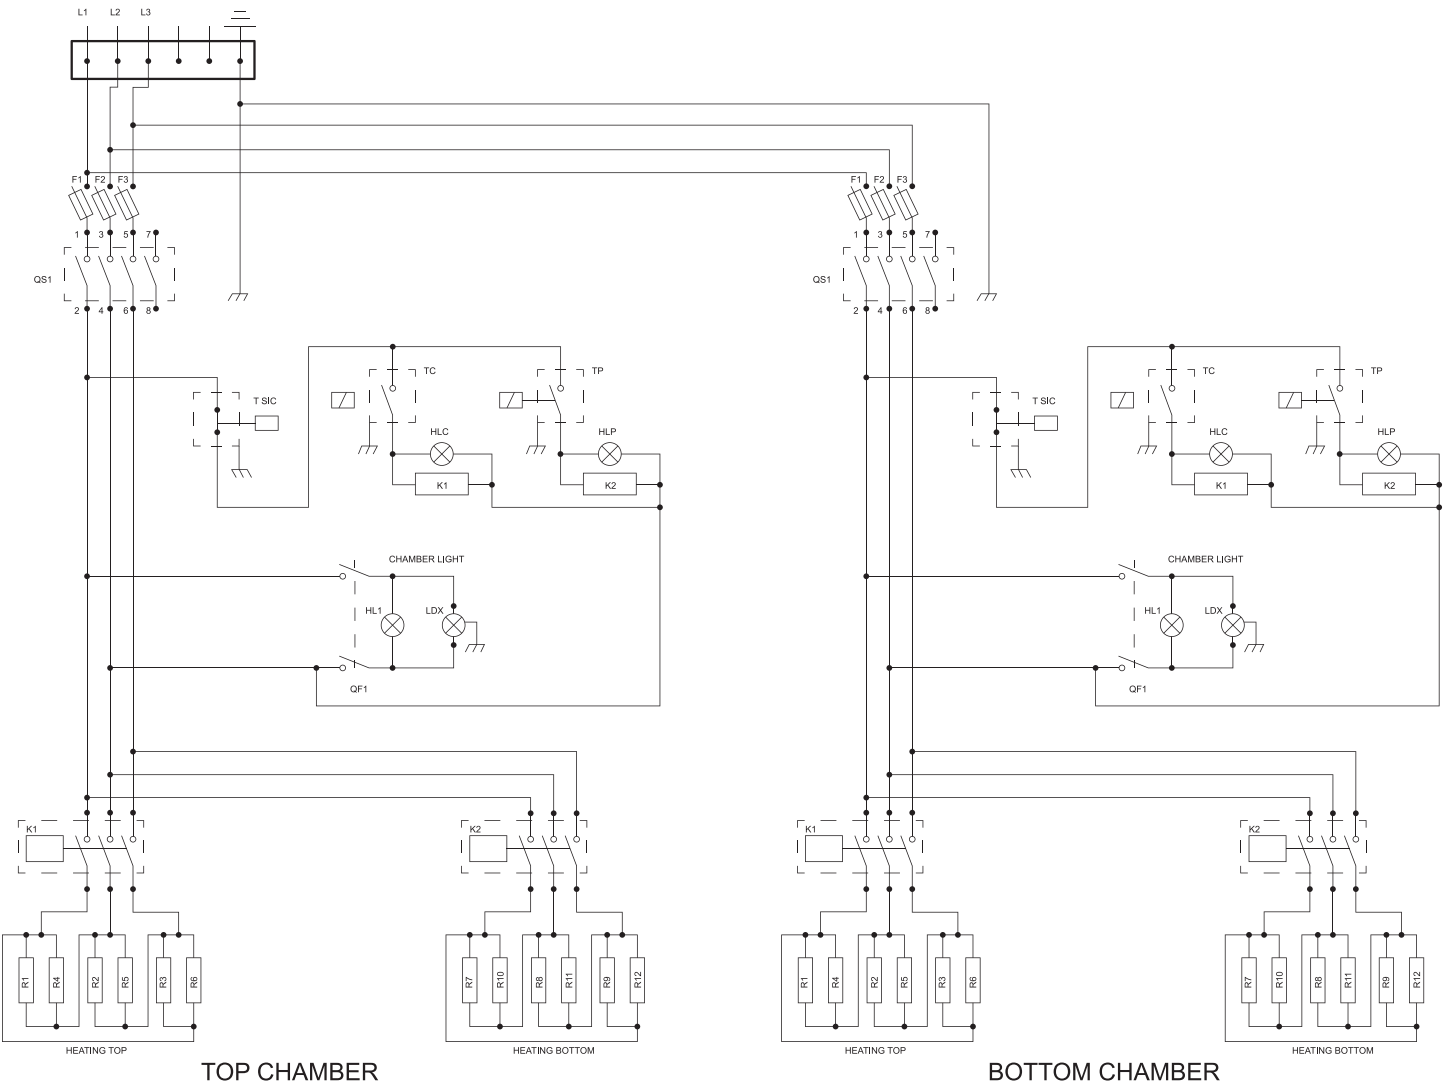 L1 L2 L3
F1 F2 F3 F1 F2 F3
1 3 5 7 1 3 5 7
QS1 QS1
2 4 6 8 2 4 6 8
TC TP TC TP
T SIC T SIC
HLC HLP HLC HLP
K1 K2 K1 K2
CHAMBER LIGHT CHAMBER LIGHT
HL1 LDX HL1 LDX
QF1 QF1
K1 K2 K1 K2
R1 R4 R2 R5 R3 R6 R7 R10 R8 R11 R9 R12 R1 R4 R2 R5 R3 R6 R7 R10 R8 R11 R9 R12
HEATING TOP HEATING BOTTOM HEATING TOP HEATING BOTTOM
TOP CHAMBER BOTTOM CHAMBER